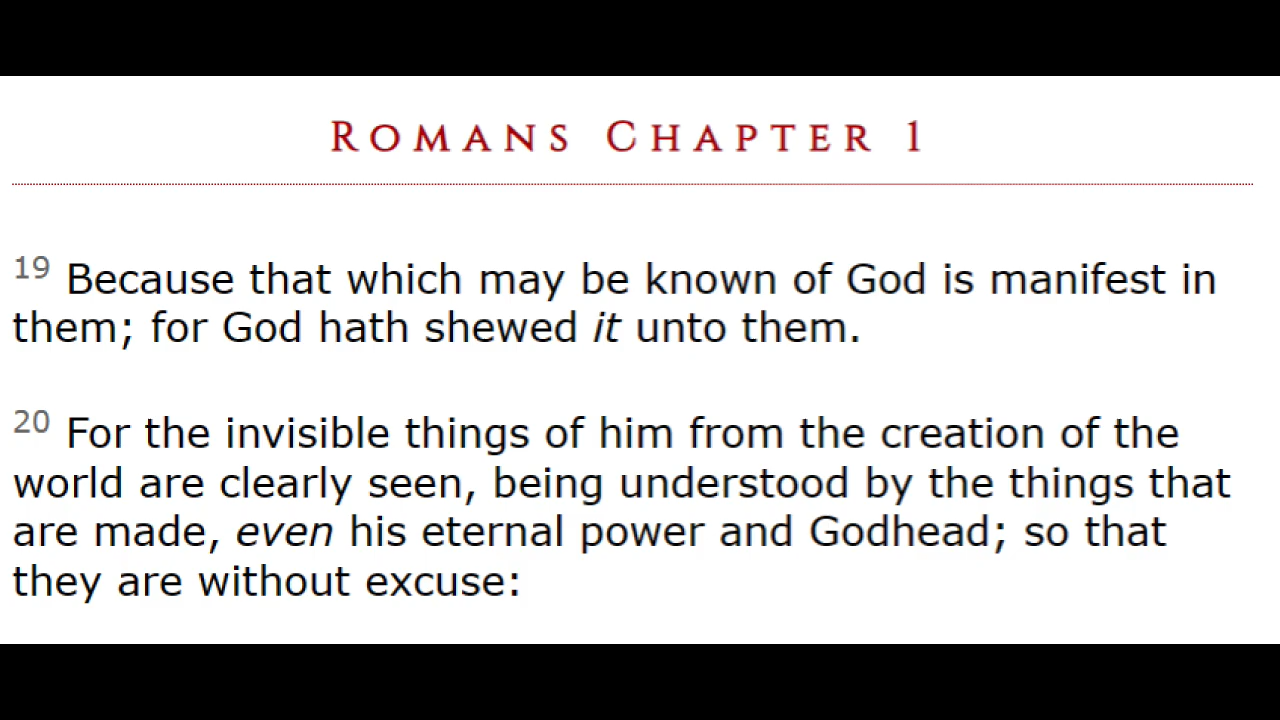 Romans Chapter 1
19 Because that which may be known of God is manifest in
them; for God hath shewed it unto them.
20 For the invisible things of him from the creation of the
world are clearly seen, being understood by the things that
are made, even his eternal power and Godhead; so that
they are without excuse: